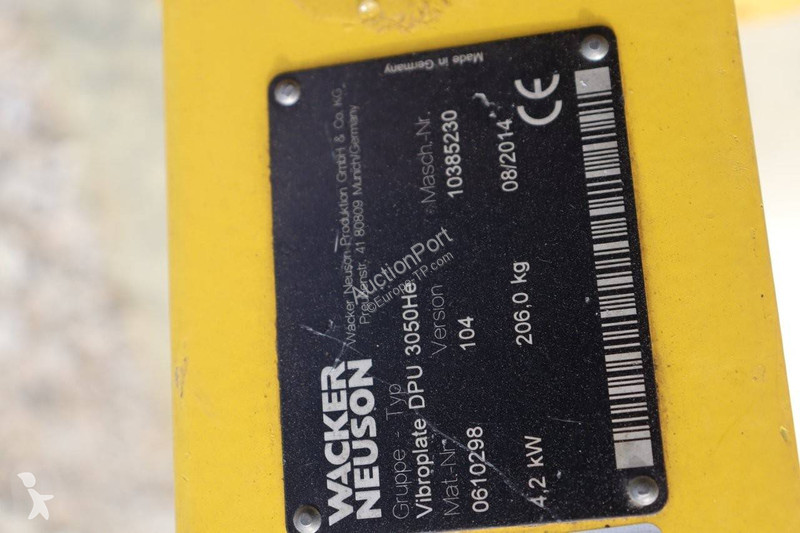 WACKER
NEUSON
Wacker Neuson Produktion GmbH & Co. KG
Preußenstr. 41 80809 Munich/Germany
Gruppe - Typ
Vibroplate DPU 3050He
Mat.-Nr. Version Masch.-Nr.
0610298 104 10385230
4,2 kW 206,0 kg 08/2014
CE
Made in Germany
AuctionPort
©Europe-TP.com